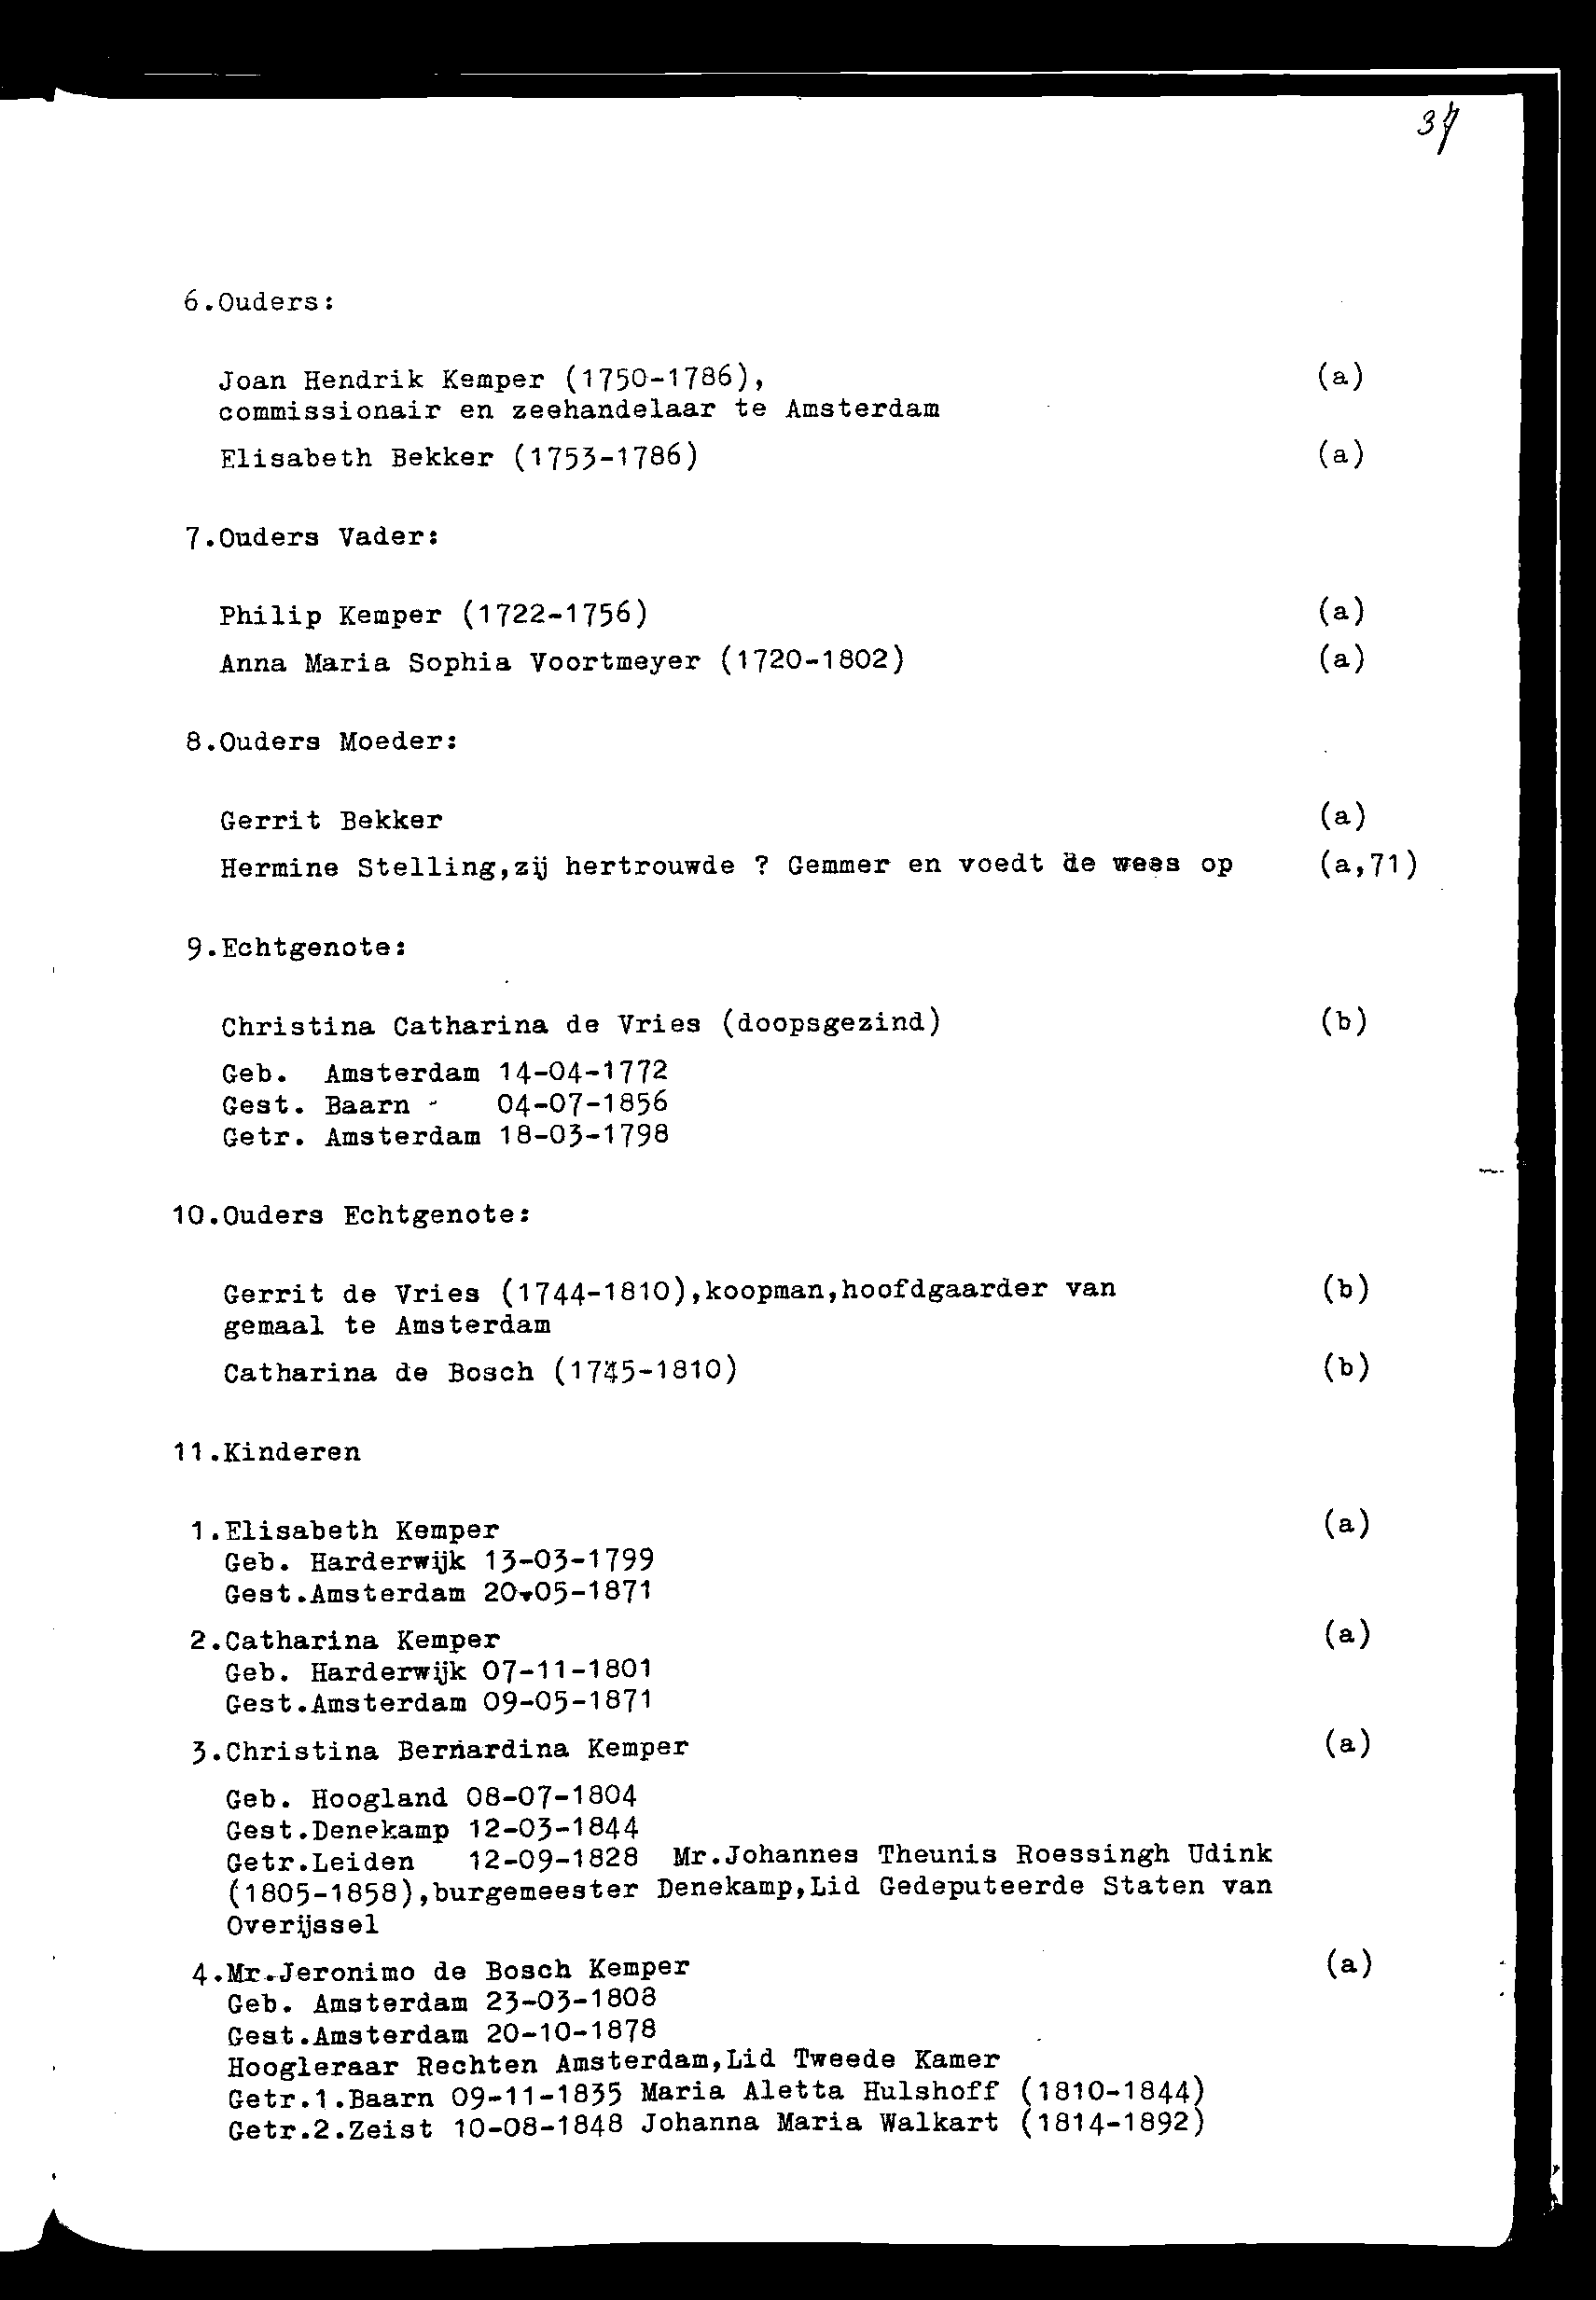 6.Ouders:
Joan Hendrik Kemper (1750-1786), (a)
commissionair en zeehandelaar te Amsterdam
Elisabeth Bekker (1753-1786) (a)
7.Ouders Vader:
Philip Kemper (1722-1756) (a)
Anna Maria Sophia Voortmeyer (1720-1802) (a)
8.Ouders Moeder:
Gerrit Bekker (a)
Hermine Stelling,zij hertrouwde ? Gemmer en voedt de wees op (a,71)
9.Echtgenote:
Christina Catharina de Vries (doopsgezind) (b)
Geb. Amsterdam 14-04-1772
Gest. Baarn - 04-07-1856
Getr. Amsterdam 18-03-1798
10.Ouders Echtgenote:
Gerrit de Vries (1744-1810),koopman,hoofdgaarder van (b)
gemaal te Amsterdam
Catharina de Bosch (1745-1810) (b)
11.Kinderen
1.Elisabeth Kemper (a)
Geb. Harderwijk 13-03-1799
Gest.Amsterdam 20-05-1871
2.Catharina Kemper (a)
Geb. Harderwijk 07-11-1801
Gest.Amsterdam 09-05-1871
3.Christina Bernardina Kemper (a)
Geb. Hoogland 08-07-1804
Gest.Denekamp 12-03-1844
Getr.Leiden 12-09-1828 Mr.Johannes Theunis Roessingh Udink
(1805-1858),burgemeester Denekamp,Lid Gedeputeerde Staten van
Overijssel
4.Mr.Jeronimo de Bosch Kemper (a)
Geb. Amsterdam 23-03-1808
Gest.Amsterdam 20-10-1878
Hoogleraar Rechten Amsterdam,Lid Tweede Kamer
Getr.1.Baarn 09-11-1835 Maria Aletta Hulshoff (1810-1844)
Getr.2.Zeist 10-08-1848 Johanna Maria Walkart (1814-1892)